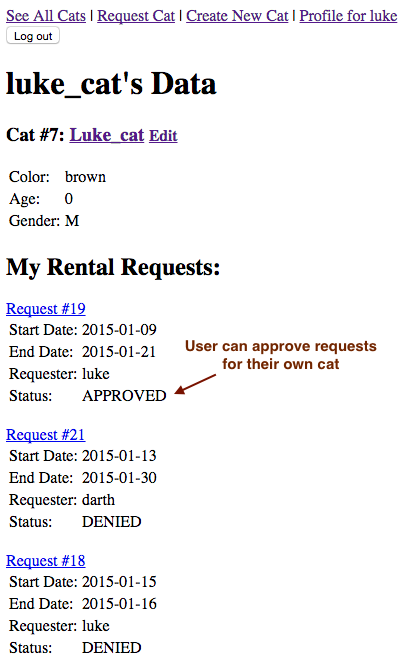 See All Cats | Request Cat | Create New Cat | Profile for luke
Log out
luke_cat's Data
Cat #7: Luke_cat Edit
Color: brown
Age: 0
Gender: M
My Rental Requests:
Request #19
Start Date: 2015-01-09
End Date: 2015-01-21
Requester: luke
Status: APPROVED
User can approve requests
for their own cat
Request #21
Start Date: 2015-01-13
End Date: 2015-01-30
Requester: darth
Status: DENIED
Request #18
Start Date: 2015-01-15
End Date: 2015-01-16
Requester: luke
Status: DENIED